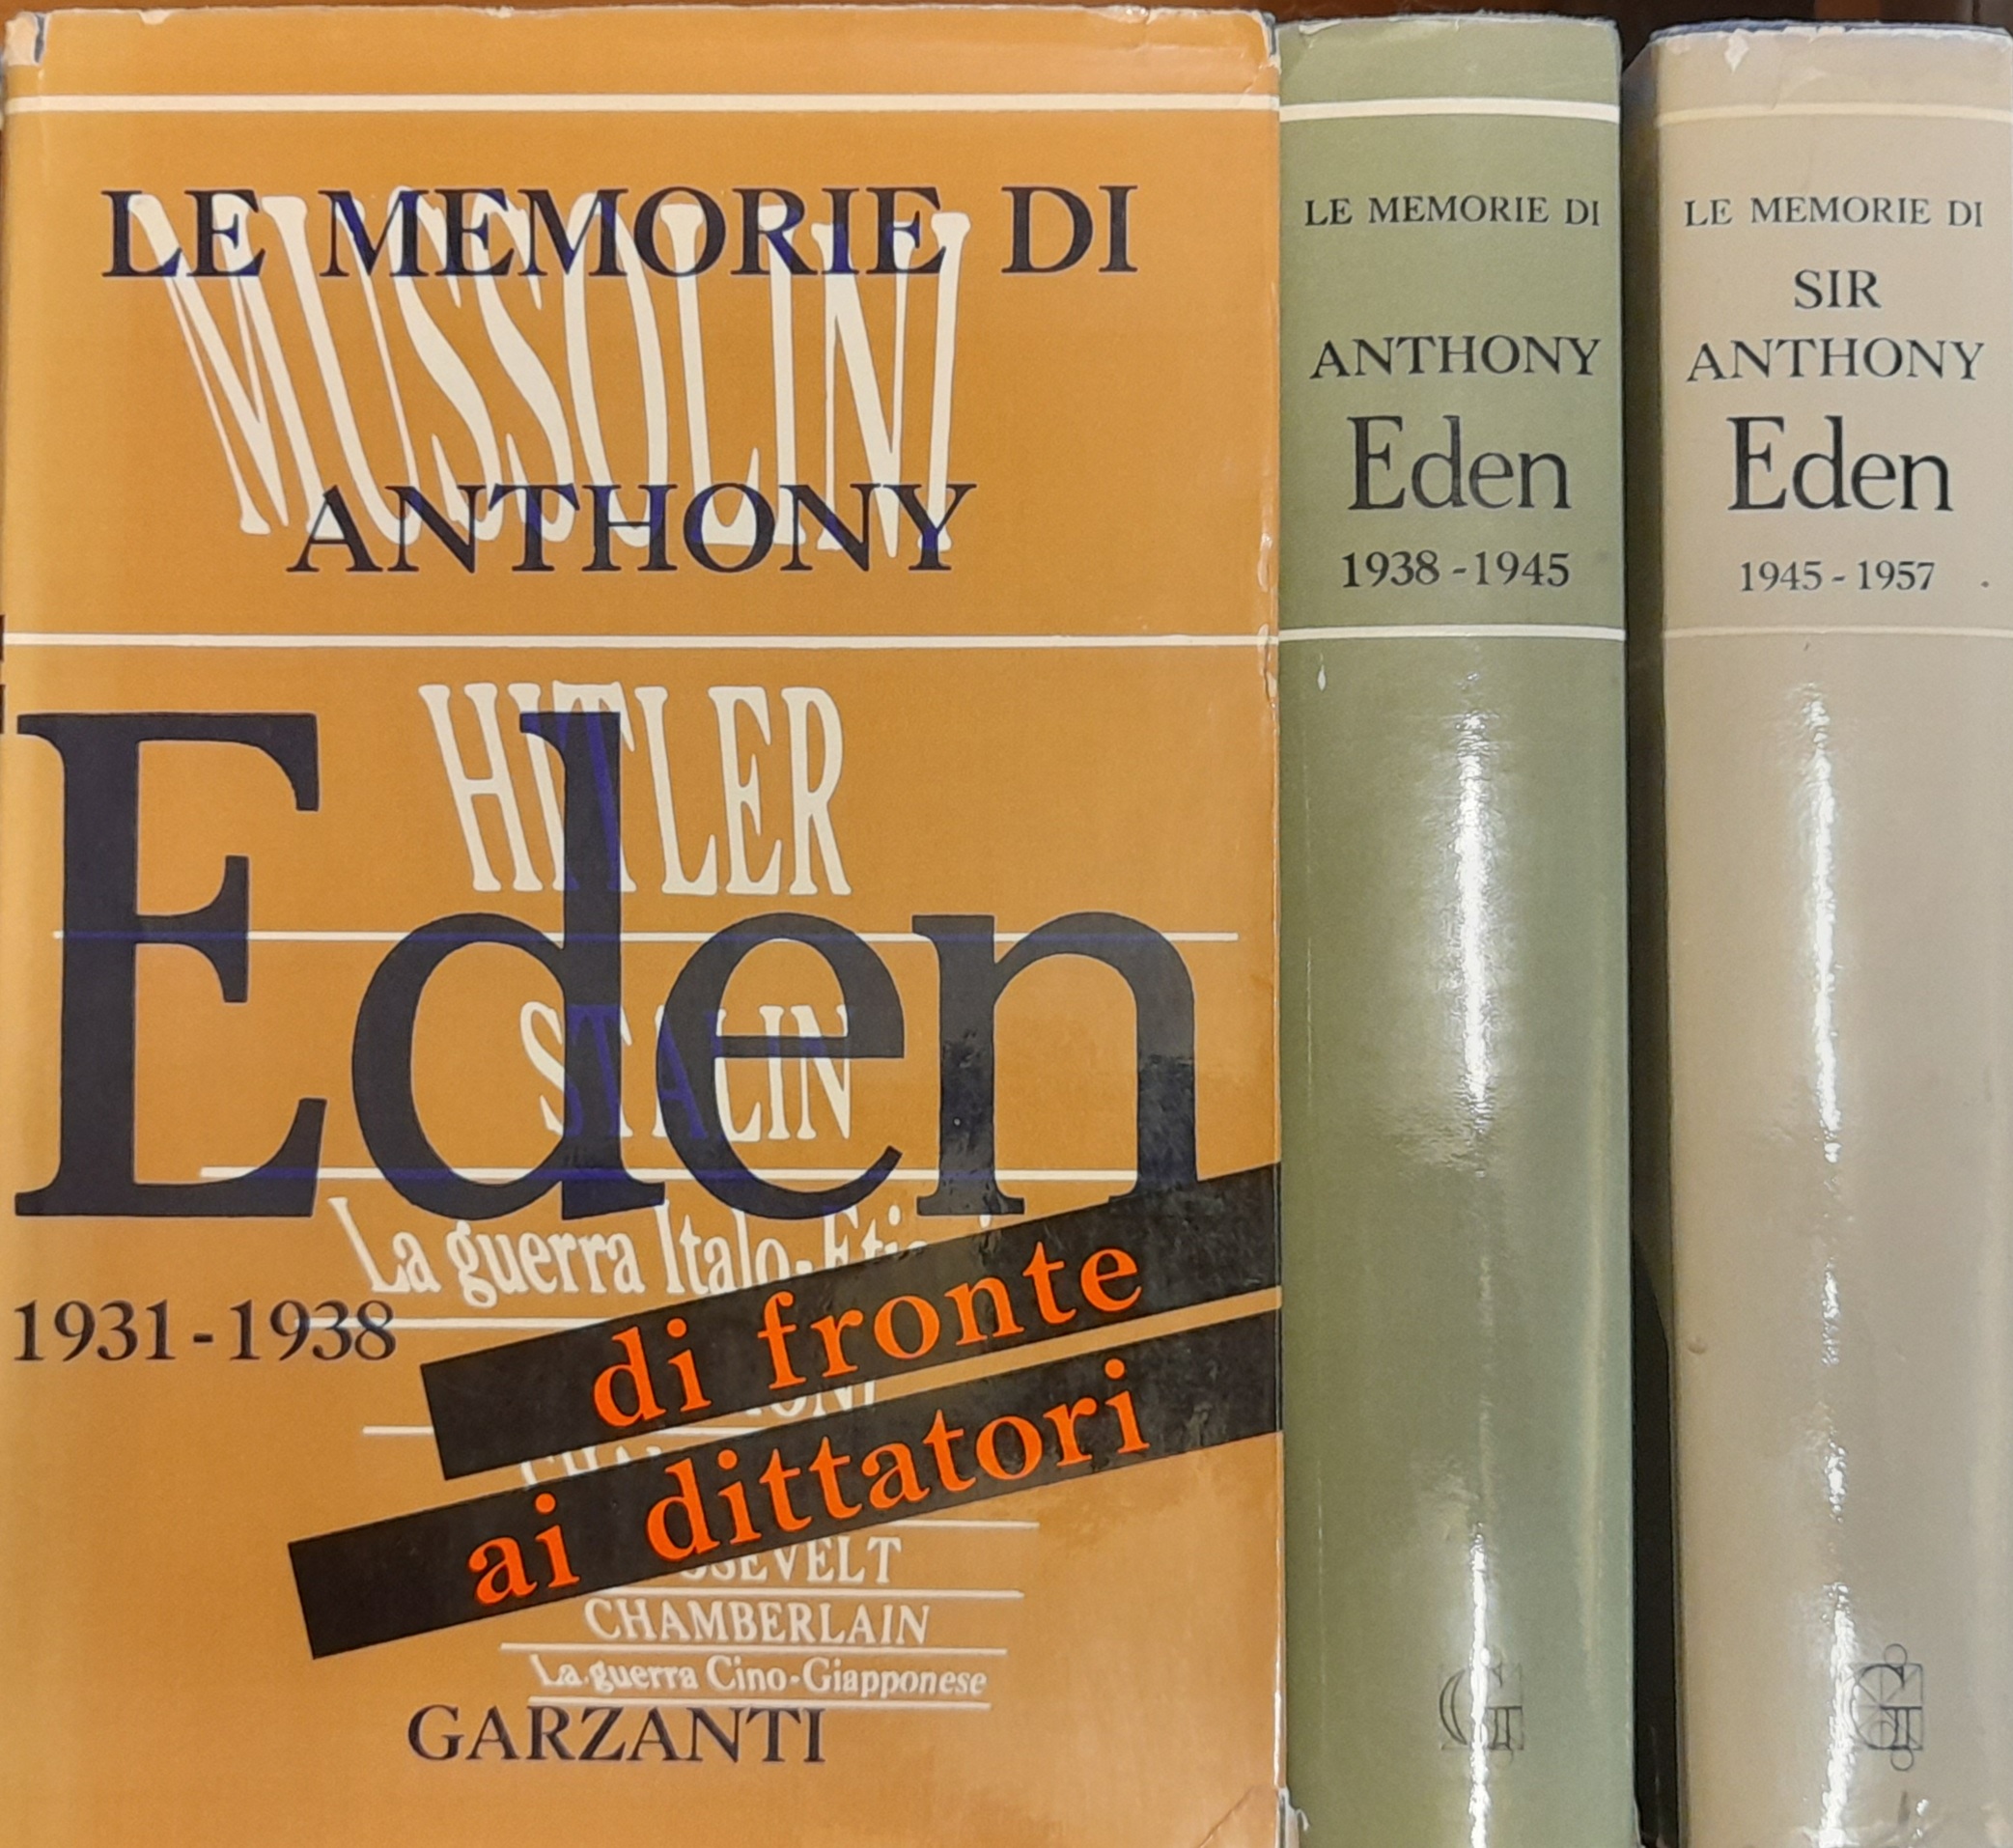 LE MEMORIE DI
MUSSOLINI
ANTHONY
HITLER
Eden
STALIN
La guerra Italo-
1931-1938
di fronte
ai dittatori
CHAMBERLAIN
La guerra Cino-Giapponese
GARZANTI
LE MEMORIE DI
ANTHONY
Eden
1938-1945
G
LE MEMORIE DI
SIR
ANTHONY
Eden
1945-1957
G